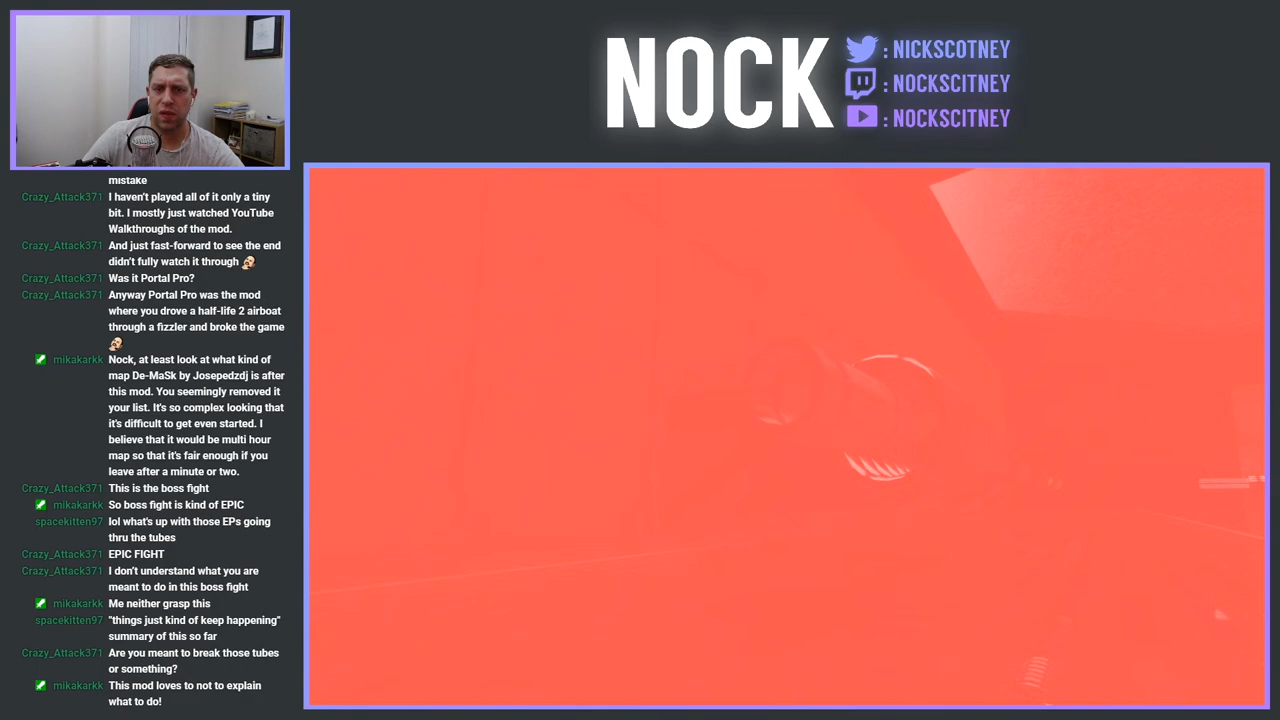 NOCK
: NICKSCOTNEY
: NOCKSCITNEY
: NOCKSCITNEY
mistake
Crazy_Attack371 I haven't played all of it only a tiny
bit. I mostly just watched YouTube
Walkthroughs of the mod.
Crazy_Attack371 And just fast-forward to see the end
didn't fully watch it through
Crazy_Attack371 Was it Portal Pro?
Crazy_Attack371 Anyway Portal Pro was the mod
where you drove a half-life 2 airboat
through a fizzler and broke the game
mikakarkk Nock, at least look at what kind of
map De-MaSk by Josepedzdj is after
this mod. You seemingly removed it
your list. It's so complex looking that
it's difficult to get even started. I
believe that it would be multi hour
map so that it's fair enough if you
leave after a minute or two.
Crazy_Attack371 This is the boss fight
mikakarkk So boss fight is kind of EPIC
spacekitten97 lol what's up with those EPs going
thru the tubes
Crazy_Attack371 EPIC FIGHT
Crazy_Attack371 I don't understand what you are
meant to do in this boss fight
mikakarkk Me neither grasp this
spacekitten97 "things just kind of keep happening"
summary of this so far
Crazy_Attack371 Are you meant to break those tubes
or something?
mikakarkk This mod loves to not to explain
what to do!